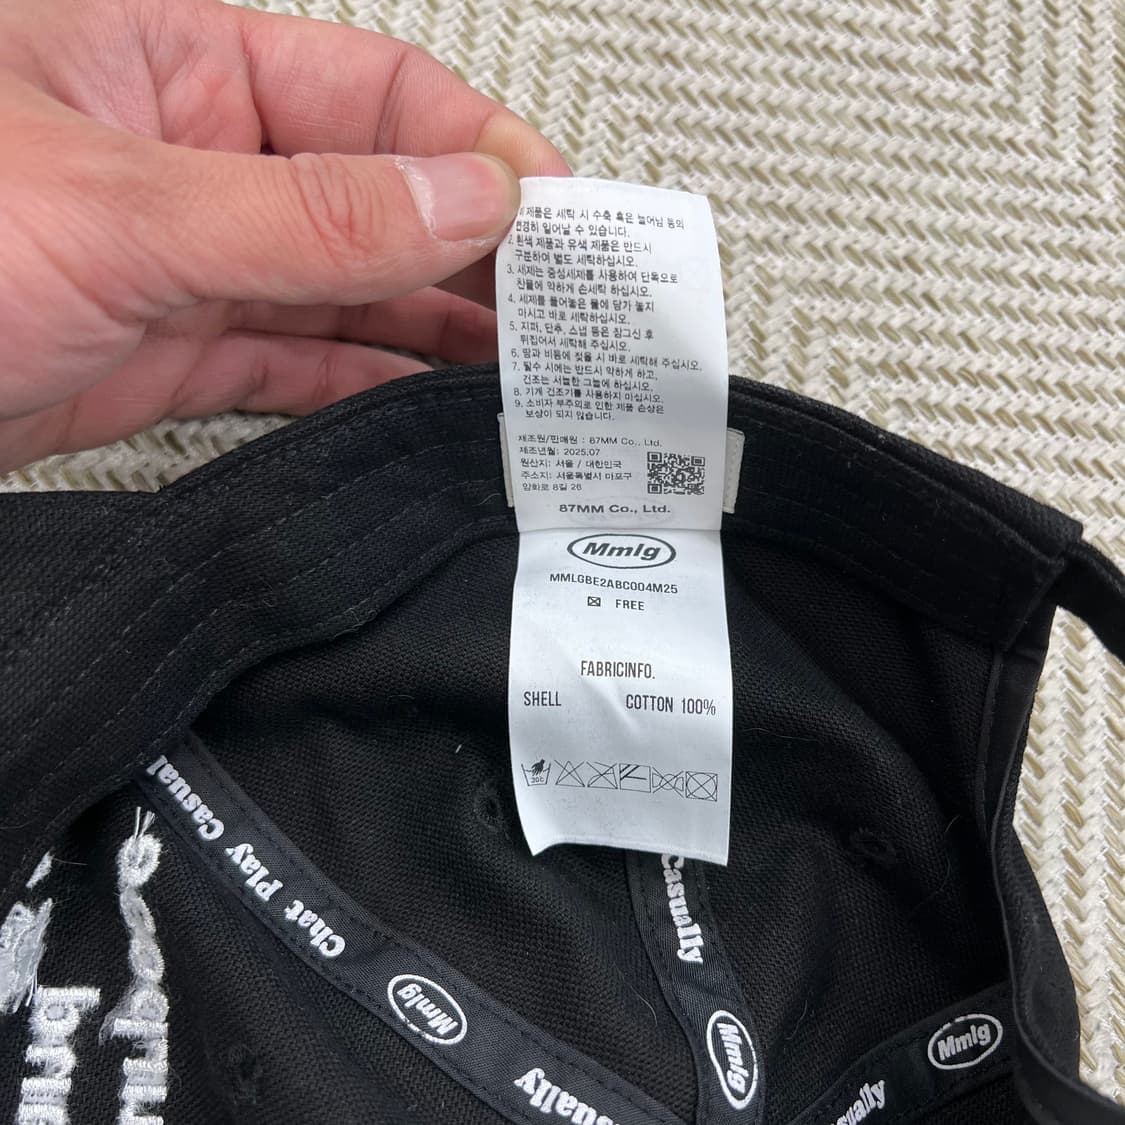 제품은 세탁 시 수축 혹은 늘어남 등의
변경히 일어날 수 있습니다.
2. 흰색 제품과 유색 제품은 반드시
구분하여 별도 세탁하십시오.
3. 세제는 중성세제를 사용하여 단독으로
찬물에 약하게 손세탁 하십시오.
4. 세제를 풀어놓은 물에 담가 놓지
마시고 바로 세탁하십시오.
5. 지퍼, 단추, 스냅 등은 잠그신 후
뒤집어서 세탁해 주십시오.
6. 땀과 비등에 젖을 시 바로 세탁해 주십시오.
7. 탈수 시에는 반드시 약하게 하고,
건조는 서늘한 그늘에 하십시오.
8. 기계 건조기를 사용하지 마십시오.
9. 소비자 부주의로 인한 제품 손상은
보상이 되지 않습니다.
제조원/판매원 : 87MM Co., Ltd.
제조년월: 2025.07
원산지: 서울 / 대한민국
주소지: 서울특별시 마포구
양화로 8길 26
87MM Co., Ltd.
Mmlg
MMLGBE2ABC004M25
FREE
FABRICINFO.
SHELL COTTON 100%
30℃
Chat Play Casual
Mmlg
sually
Casually
Mmlg
Mmlg
sually